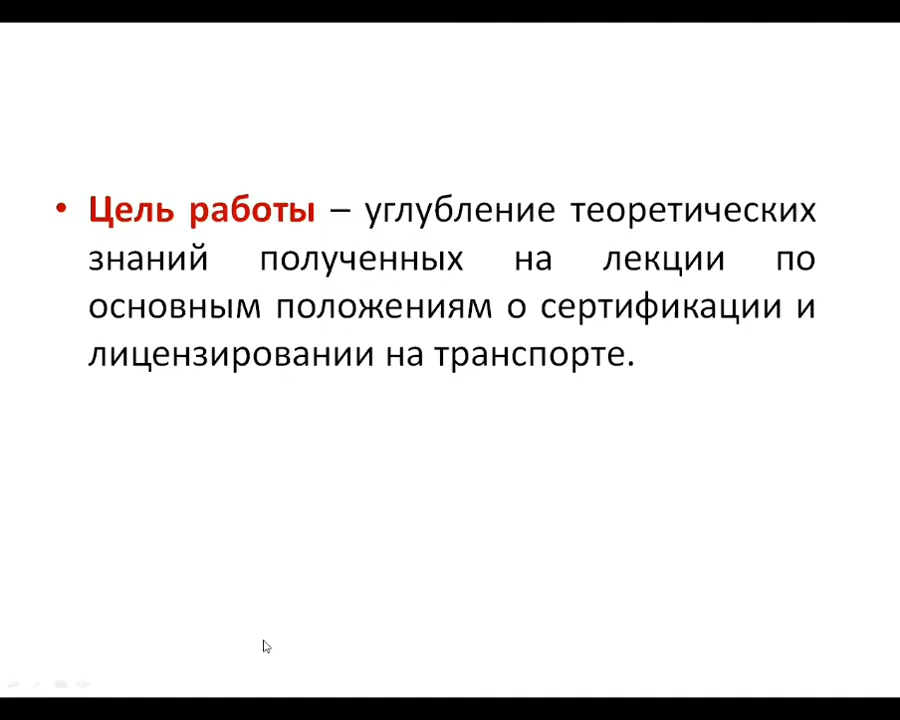 • Цель работы – углубление теоретических
знаний полученных на лекции по
основным положениям о сертификации и
лицензировании на транспорте.